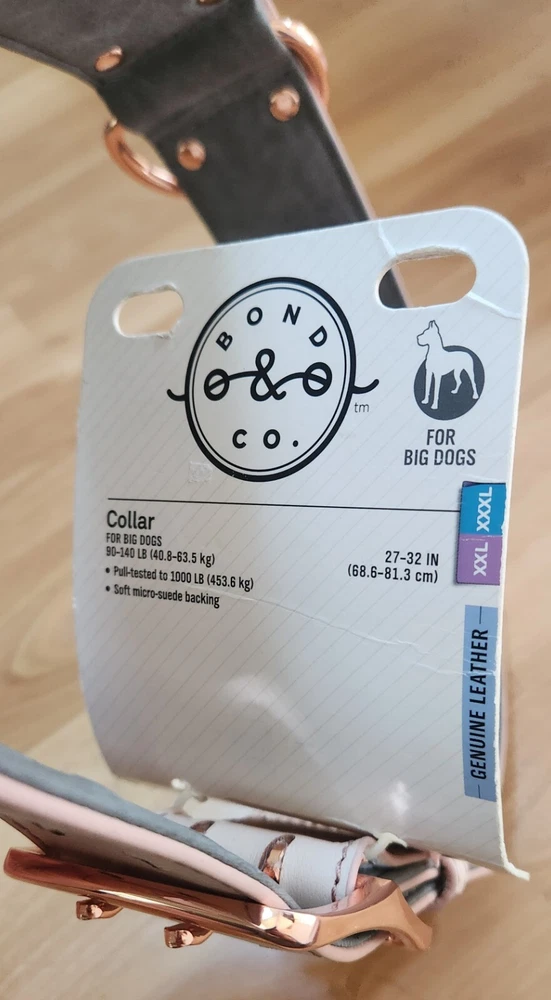 BOND
&
CO.
tm
FOR
BIG DOGS
Collar
FOR BIG DOGS
90-140 LB (40.8-63.5 kg)
• Pull-tested to 1000 LB (453.6 kg)
• Soft micro-suede backing
27-32 IN
(68.6-81.3 cm)
XXL XXXL
GENUINE LEATHER